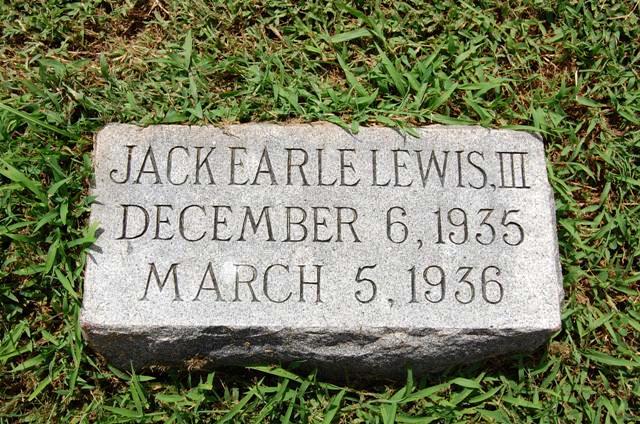 JACK EARLE LEWIS, III
DECEMBER 6, 1935
MARCH 5, 1936